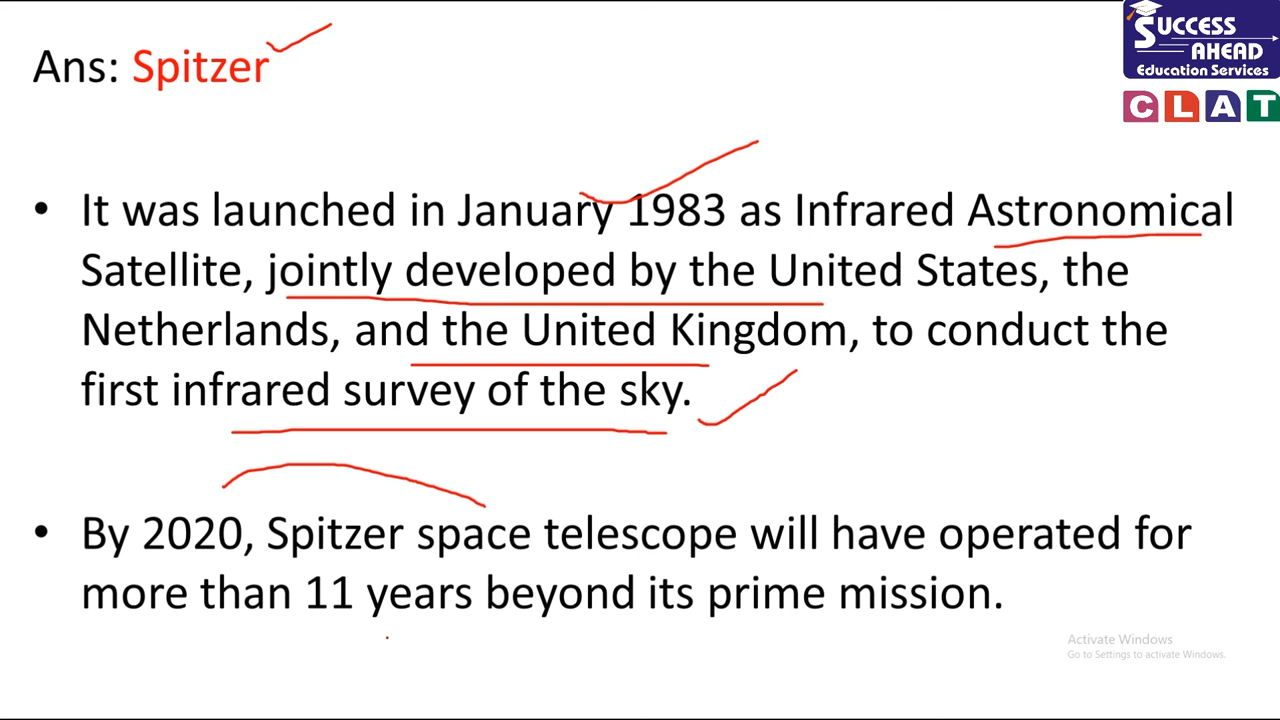 SUCCESS
AHEAD
Education Services
CLAT
Ans: Spitzer
• It was launched in January 1983 as Infrared Astronomical
Satellite, jointly developed by the United States, the
Netherlands, and the United Kingdom, to conduct the
first infrared survey of the sky.
• By 2020, Spitzer space telescope will have operated for
more than 11 years beyond its prime mission.
Activate Windows
Go to Settings to activate Windows.